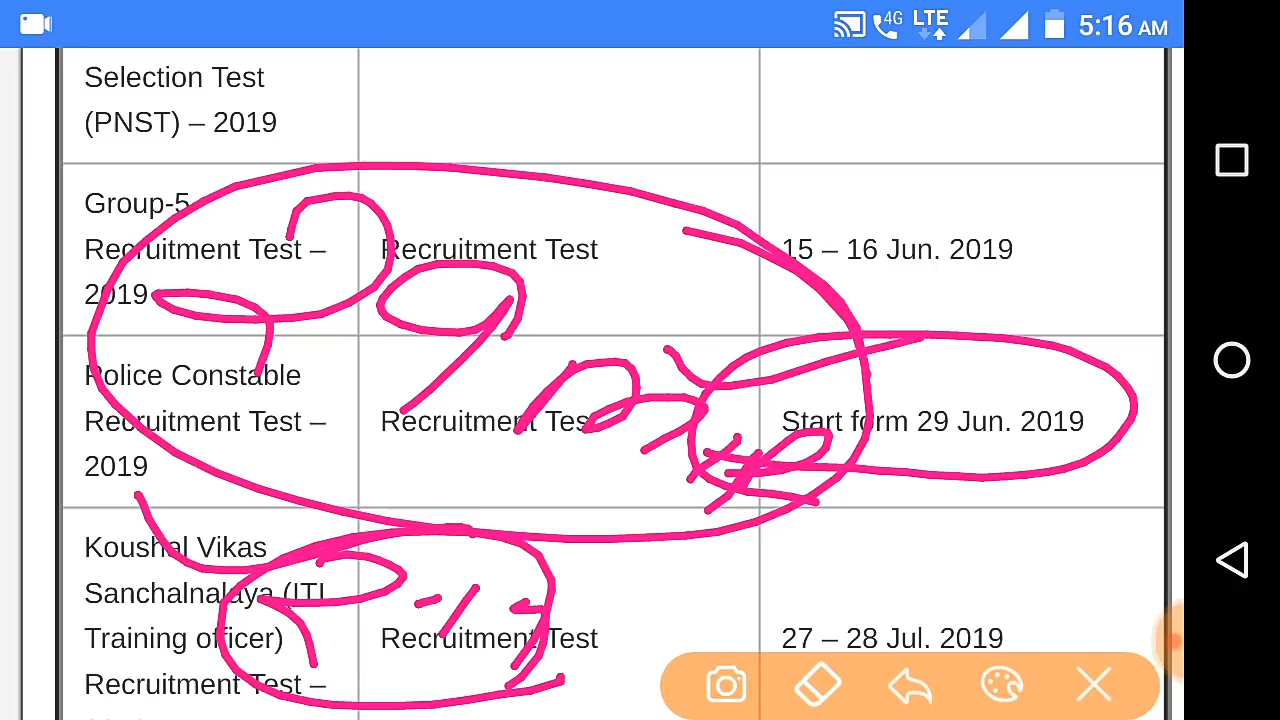 4G LTE 5:16 AM
Selection Test
(PNST) – 2019
Group-5
Recruitment Test –
2019
Recruitment Test
15 – 16 Jun. 2019
Police Constable
Recruitment Test –
2019
Recruitment Test
Start form 29 Jun. 2019
Koushal Vikas
Sanchalnalaya (ITI
Training officer)
Recruitment Test –
Recruitment Test
27 – 28 Jul. 2019